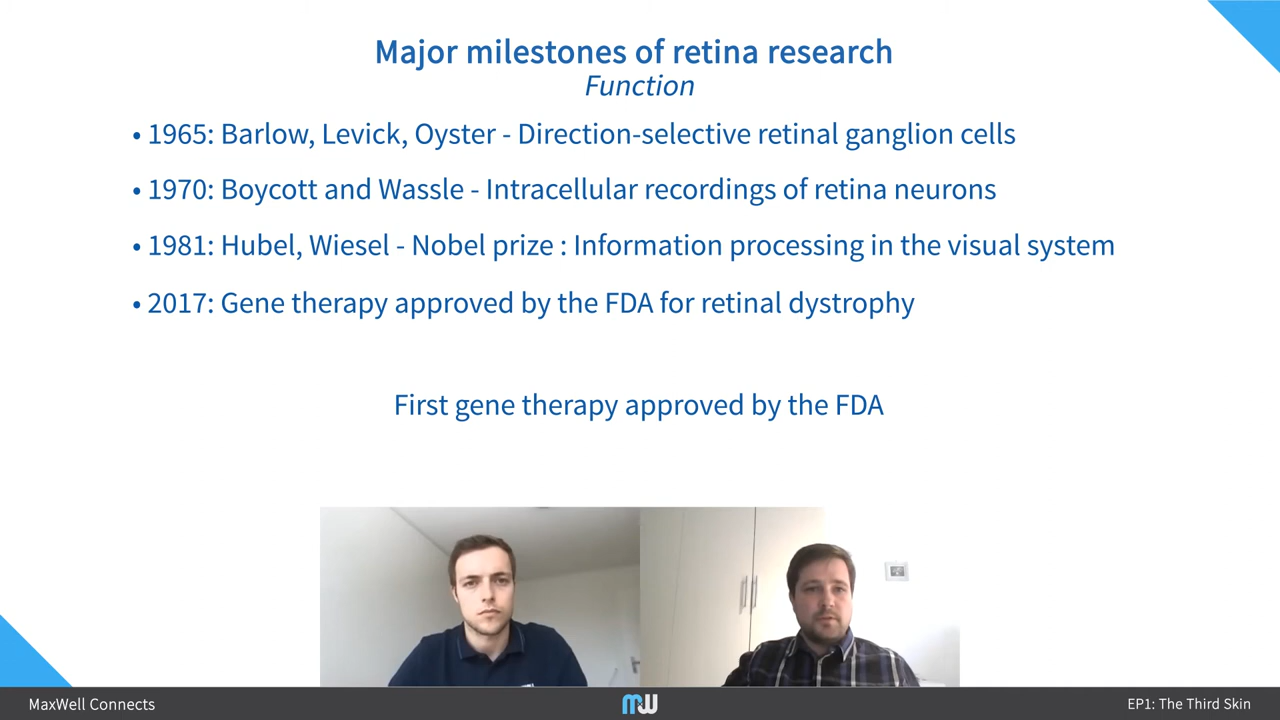 Major milestones of retina research
Function
• 1965: Barlow, Levick, Oyster - Direction-selective retinal ganglion cells
• 1970: Boycott and Wassle - Intracellular recordings of retina neurons
• 1981: Hubel, Wiesel - Nobel prize : Information processing in the visual system
• 2017: Gene therapy approved by the FDA for retinal dystrophy
First gene therapy approved by the FDA
MaxWell Connects
mw
EP1: The Third Skin